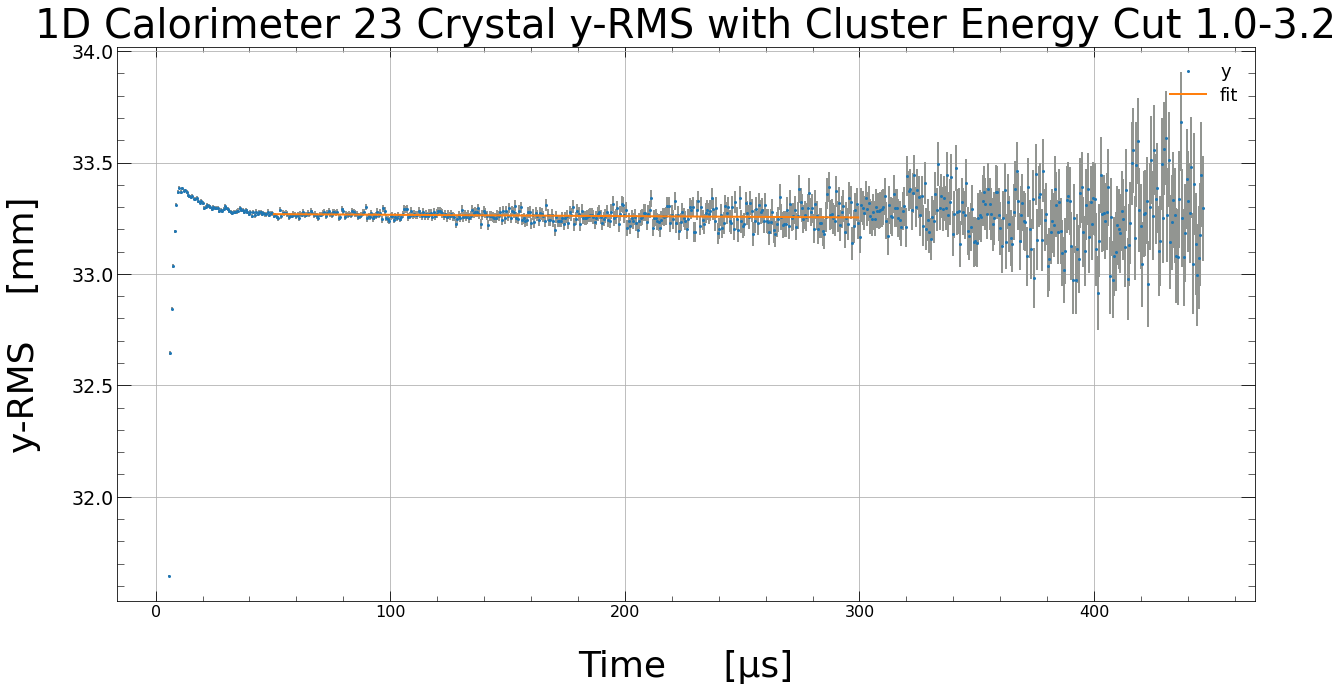 1D Calorimeter 23 Crystal y-RMS with Cluster Energy Cut 1.0-3.2
34.0
33.5
33.0
32.5
32.0
y-RMS [mm]
y
fit
0 100 200 300 400
Time [μs]